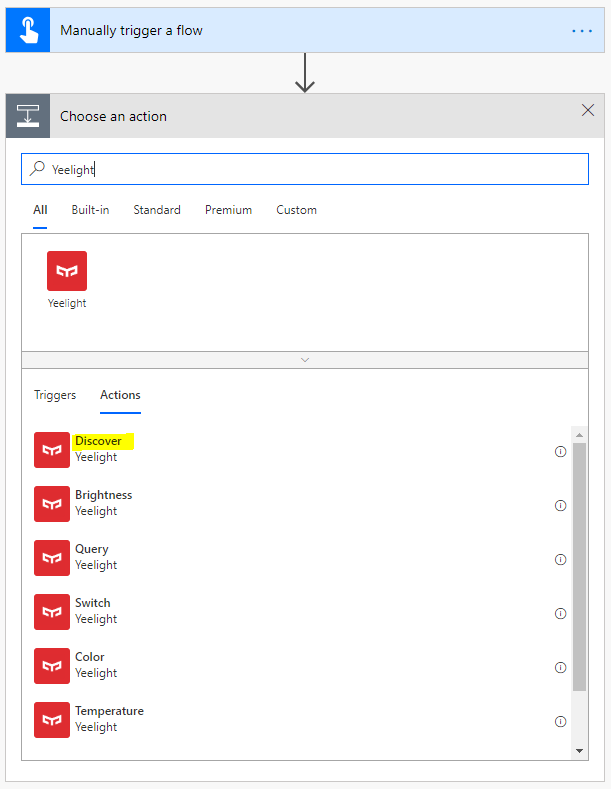 Manually trigger a flow
Choose an action
Yeelight
All Built-in Standard Premium Custom
Yeelight
Triggers Actions
Discover
Yeelight
Brightness
Yeelight
Query
Yeelight
Switch
Yeelight
Color
Yeelight
Temperature
Yeelight